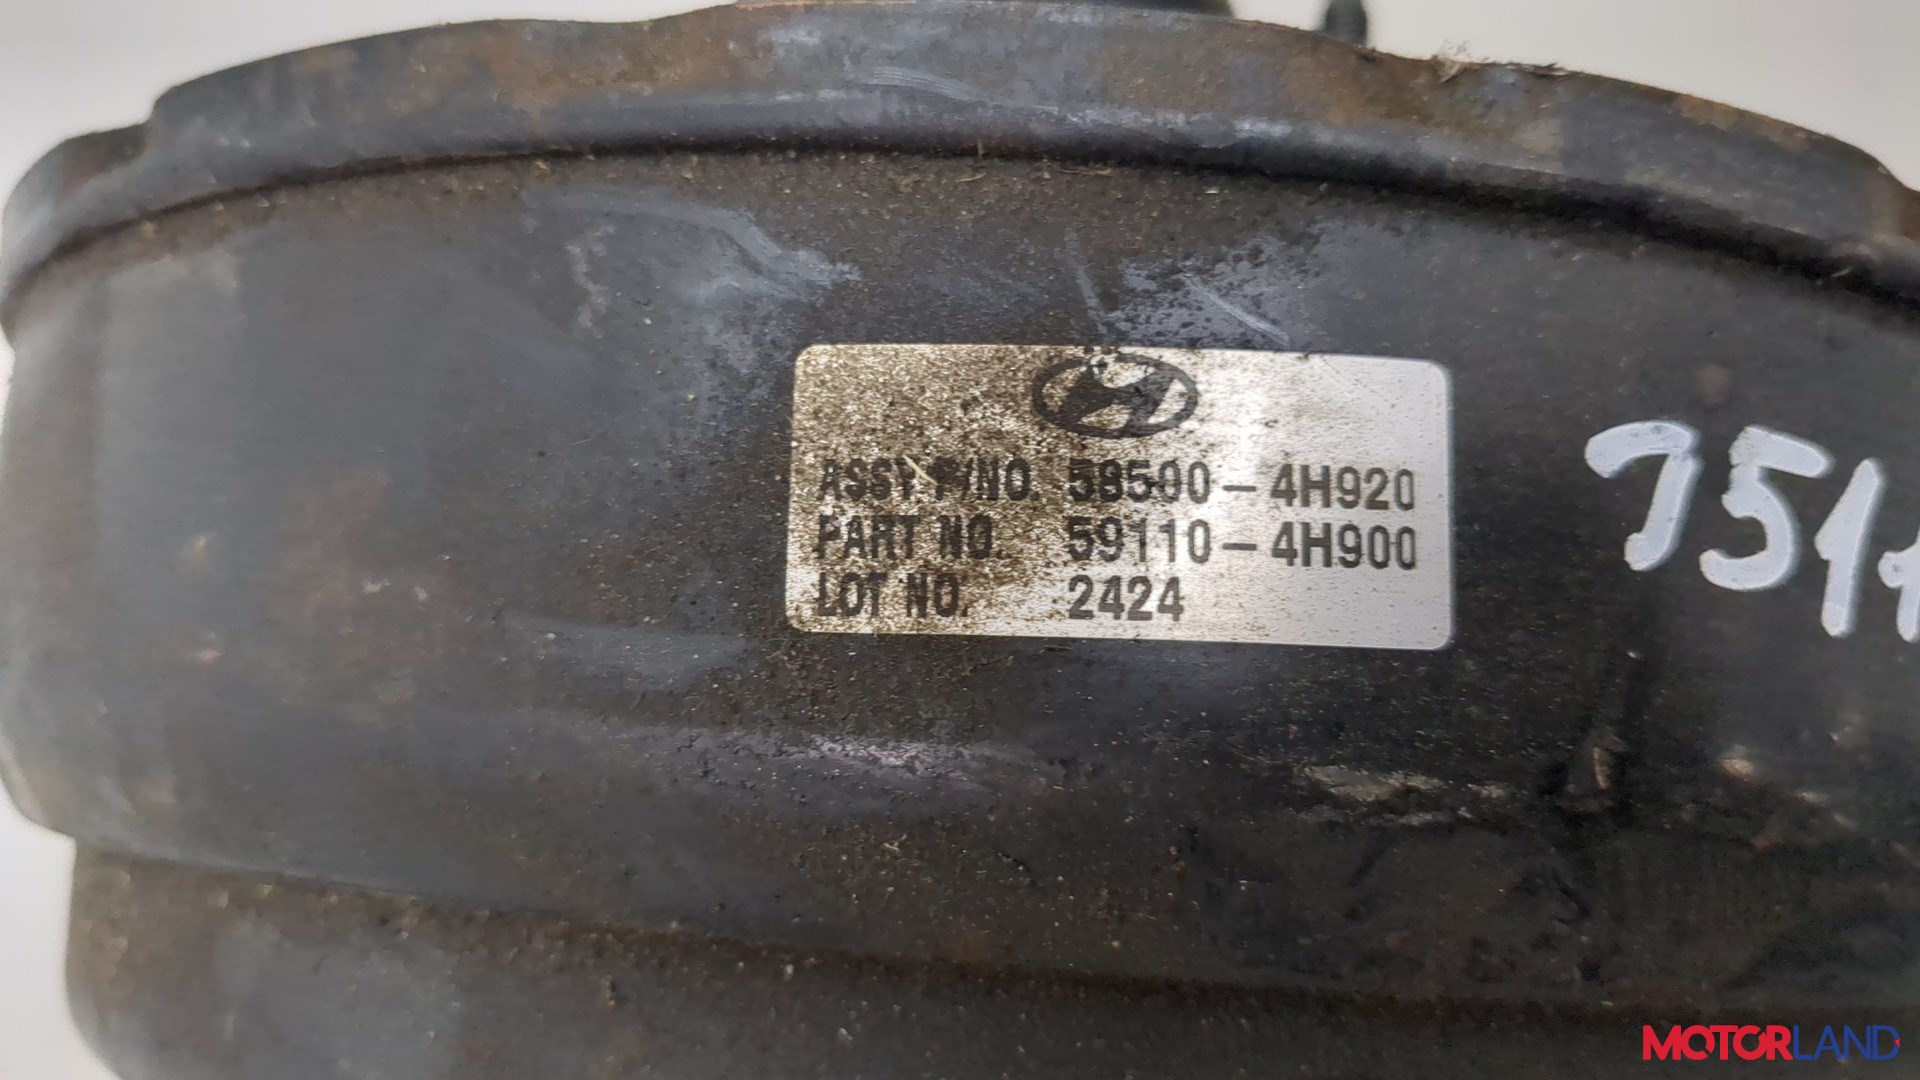 ASSY P/NO. 58500-4H920
PART NO. 59110-4H900
LOT NO. 2424
MOTORLAND